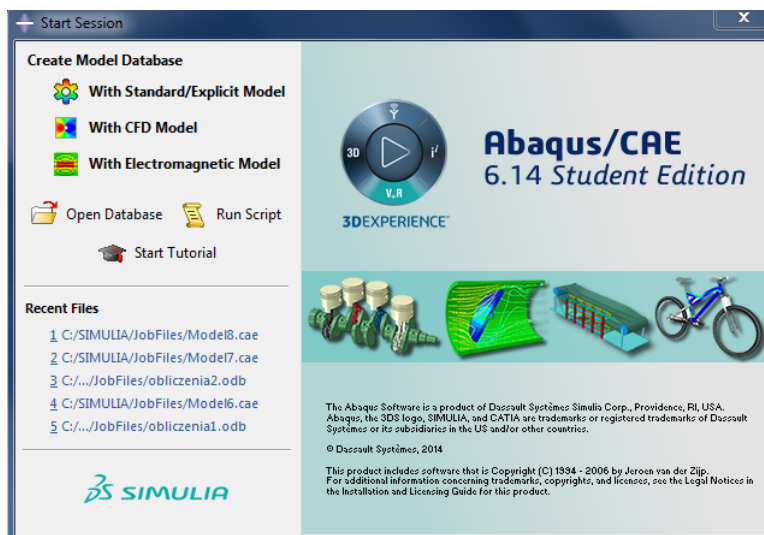 Start Session
X
Create Model Database
With Standard/Explicit Model
With CFD Model
With Electromagnetic Model
Open Database
Run Script
Start Tutorial
Recent Files
1 C:/SIMULIA/JobFiles/Model8.cae
2 C:/SIMULIA/JobFiles/Model7.cae
3 C:/.../JobFiles/obliczenia2.odb
4 C:/SIMULIA/JobFiles/Model6.cae
5 C:/.../JobFiles/obliczenia1.odb
SIMULIA
3D
i
V,R
3DEXPERIENCE
Abaqus/CAE
6.14 Student Edition
The Abaqus Software is a product of Dassault Systèmes Simulia Corp., Providence, RI, USA.
Abaqus, the 3DS logo, SIMULIA, and CATIA are trademarks or registered trademarks of Dassault
Systèmes or its subsidiaries in the US and/or other countries.
© Dassault Systèmes, 2014
This product includes software that is Copyright (C) 1994 - 2006 by Jeroen van der Zijp.
For additional information concerning trademarks, copyrights, and licenses, see the Legal Notices in
the Installation and Licensing Guide for this product.